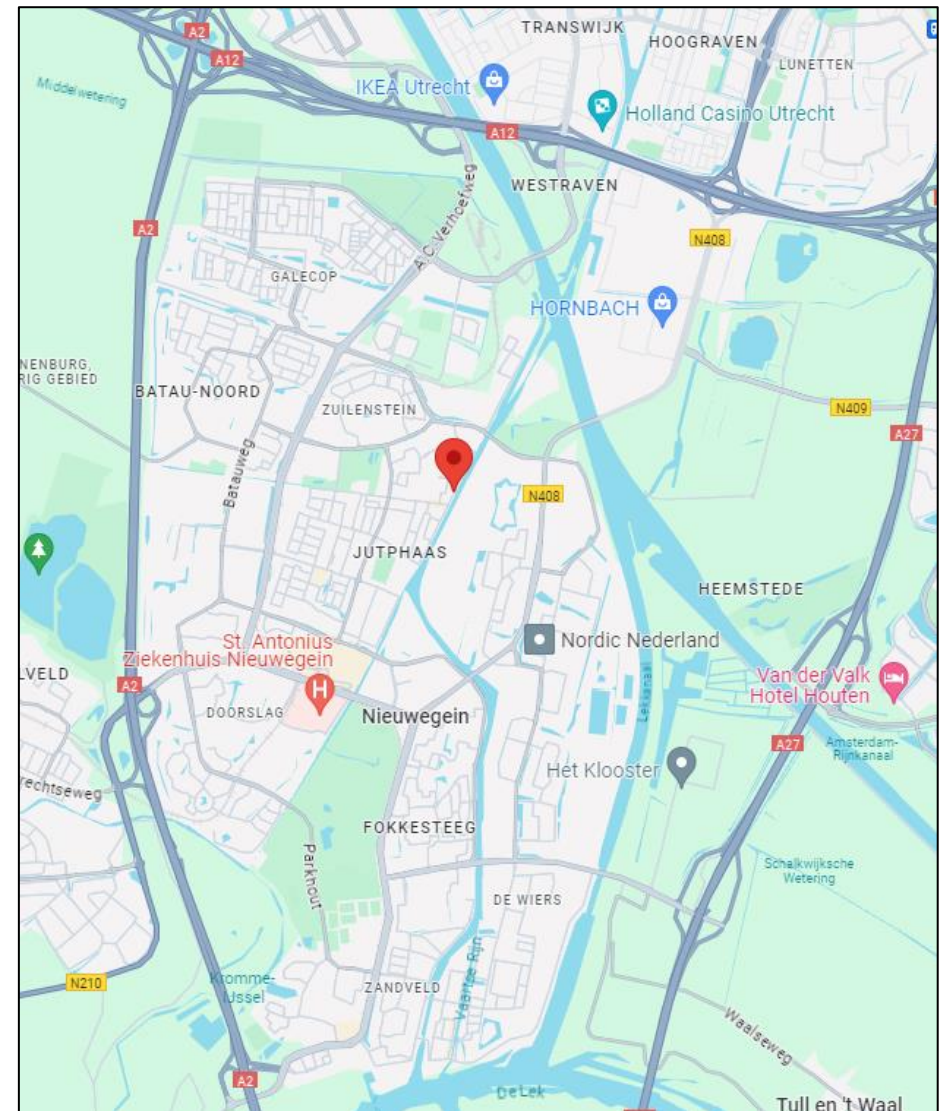 TRANSWIJK
HOOGRAVEN
LUNETTEN
A2
A12
IKEA Utrecht
Middelwetering
Holland Casino Utrecht
A12
WESTRAVEN
A.C. Verhoefweg
A2
N408
GALECOP
HORNBACH
NENBURG,
RIG GEBIED
BATAU-NOORD
ZUILENSTEIN
N409
A27
Batauweg
N408
JUTPHAAS
HEEMSTEDE
St. Antonius
Ziekenhuis Nieuwegein
Nordic Nederland
LVELD
A2
H
Van der Valk
Hotel Houten
Lekkanaal
DOORSLAG
Nieuwegein
A27
Amsterdam-
Rijnkanaal
Het Klooster
rechtseweg
FOKKESTEEG
Parkhout
Schalkwijksche
Wetering
DE WIERS
Vaartse Rijn
N210
Kromme-
IJssel
ZANDVELD
Waalseweg
A2
De Lek
Tull en 't Waal